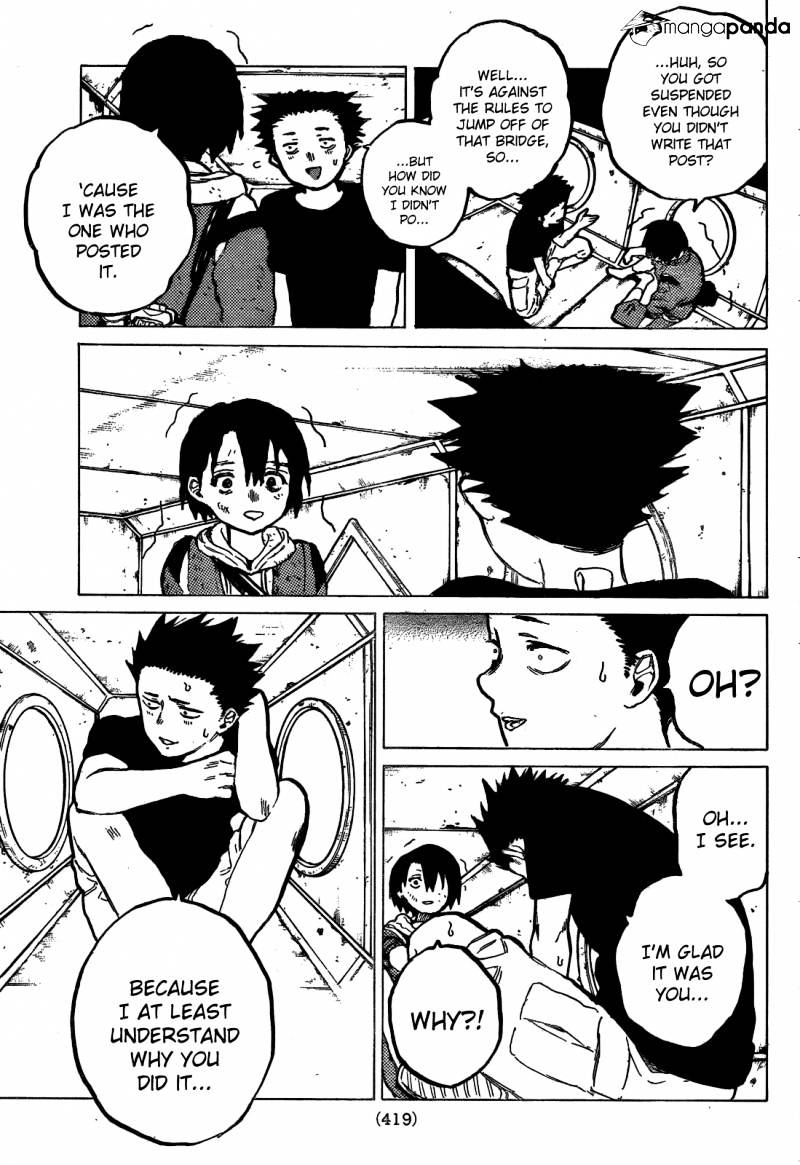 mangapanda
...HUH, SO
YOU GOT
SUSPENDED
EVEN THOUGH
YOU DIDN'T
WRITE THAT
POST?
WELL...
IT'S AGAINST
THE RULES TO
JUMP OFF OF
THAT BRIDGE,
SO...
...BUT
HOW DID
YOU KNOW
I DIDN'T
PO...
'CAUSE
I WAS THE
ONE WHO
POSTED
IT.
OH?
OH...
I SEE.
I'M GLAD
IT WAS
YOU...
WHY?!
BECAUSE
I AT LEAST
UNDERSTAND
WHY YOU
DID IT...
(419)